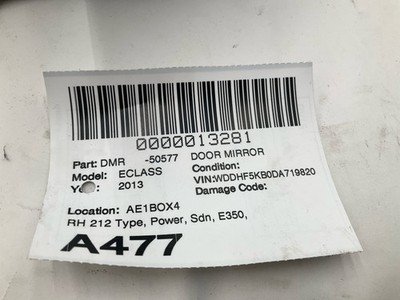 0000013281
Part: DMR -50577 DOOR MIRROR
Model: ECLASS Condition:
2013 VIN:WDDHF5KB0DA719820
Damage Code:
Location: AE1BOX4
RH 212 Type, Power, Sdn, E350,
A477